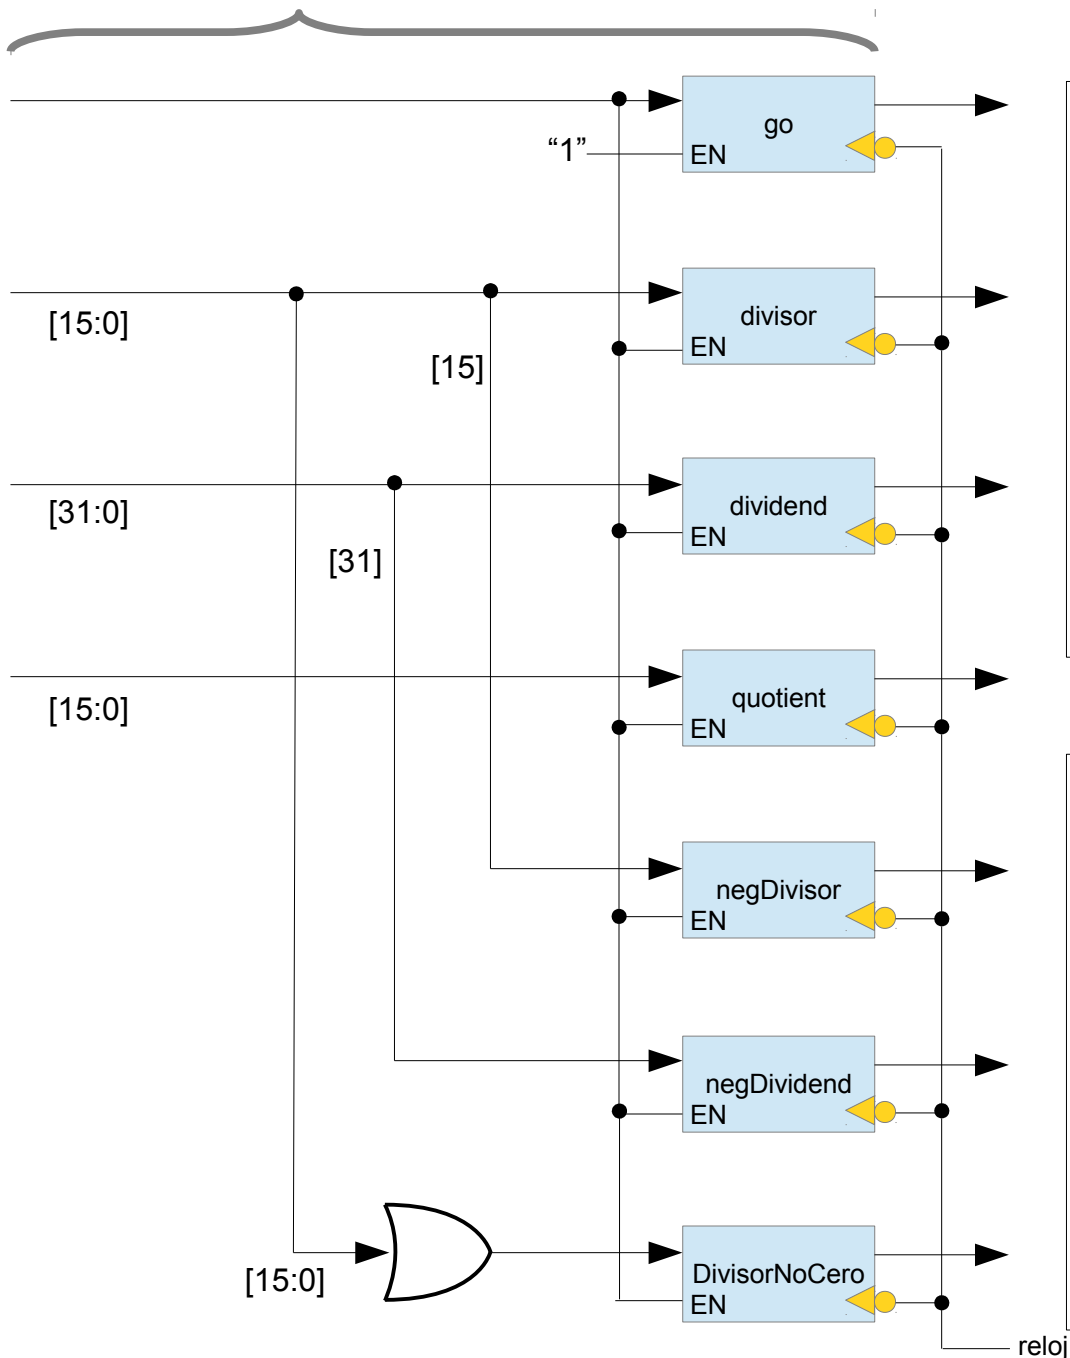 go
“1”
EN
divisor
[15:0]
EN
[15]
dividend
[31:0]
EN
[31]
quotient
[15:0]
EN
negDivisor
EN
negDividend
EN
DivisorNoCero
[15:0]
EN
reloj